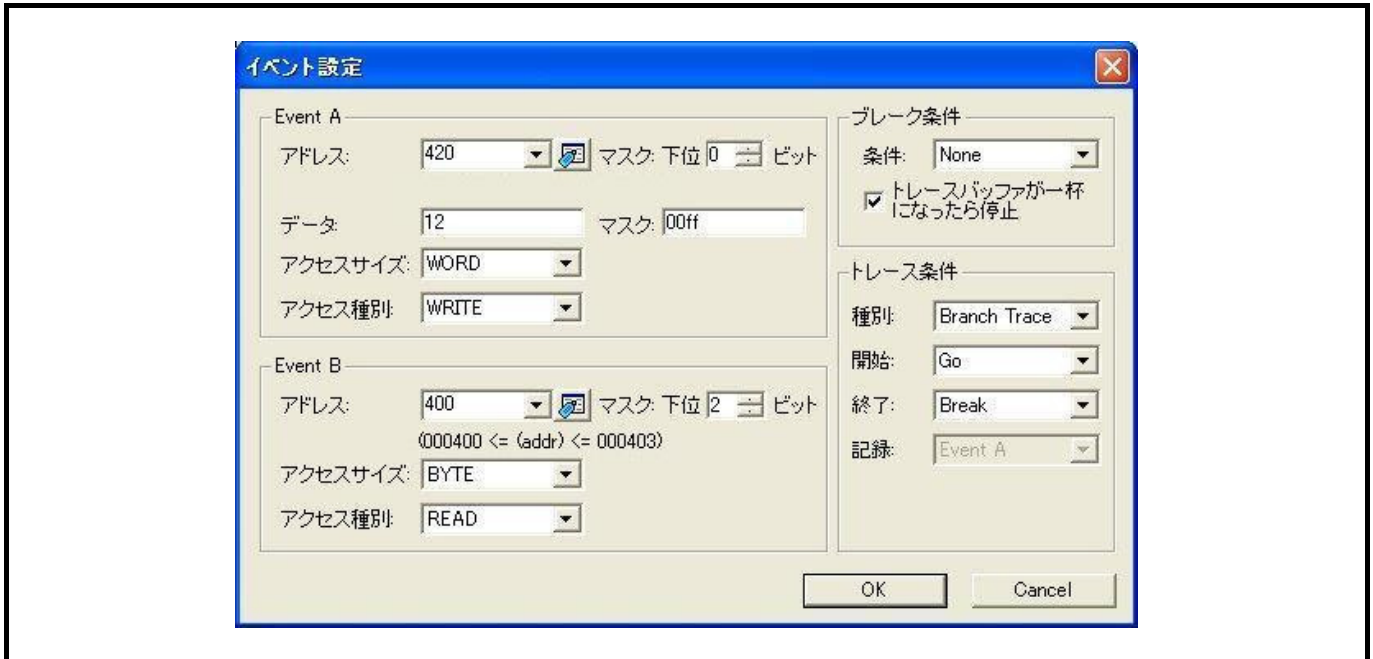 イベント設定
Event A
アドレス: 420 マスク: 下位 0 ビット
データ: 12 マスク: 00ff
アクセスサイズ: WORD
アクセス種別: WRITE
Event B
アドレス: 400 マスク: 下位 2 ビット
(000400 <= (addr) <= 000403)
アクセスサイズ: BYTE
アクセス種別: READ
ブレーク条件
条件: None
トレースバッファが一杯
になったら停止
トレース条件
種別: Branch Trace
開始: Go
終了: Break
記録: Event A
OK Cancel